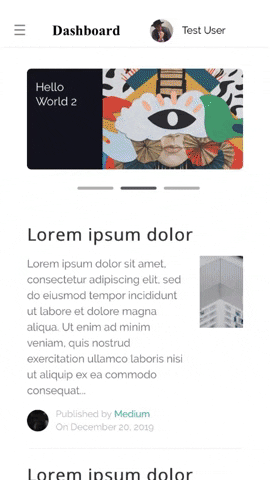 Dashboard
Test User
Hello
World 2
Lorem ipsum dolor
Lorem ipsum dolor sit amet,
consectetur adipiscing elit, sed
do eiusmod tempor incididunt
ut labore et dolore magna
aliqua. Ut enim ad minim
veniam, quis nostrud
exercitation ullamco laboris nisi
ut aliquip ex ea commodo
consequat...
Published by Medium
On December 20, 2019
Lorem ipsum dolor